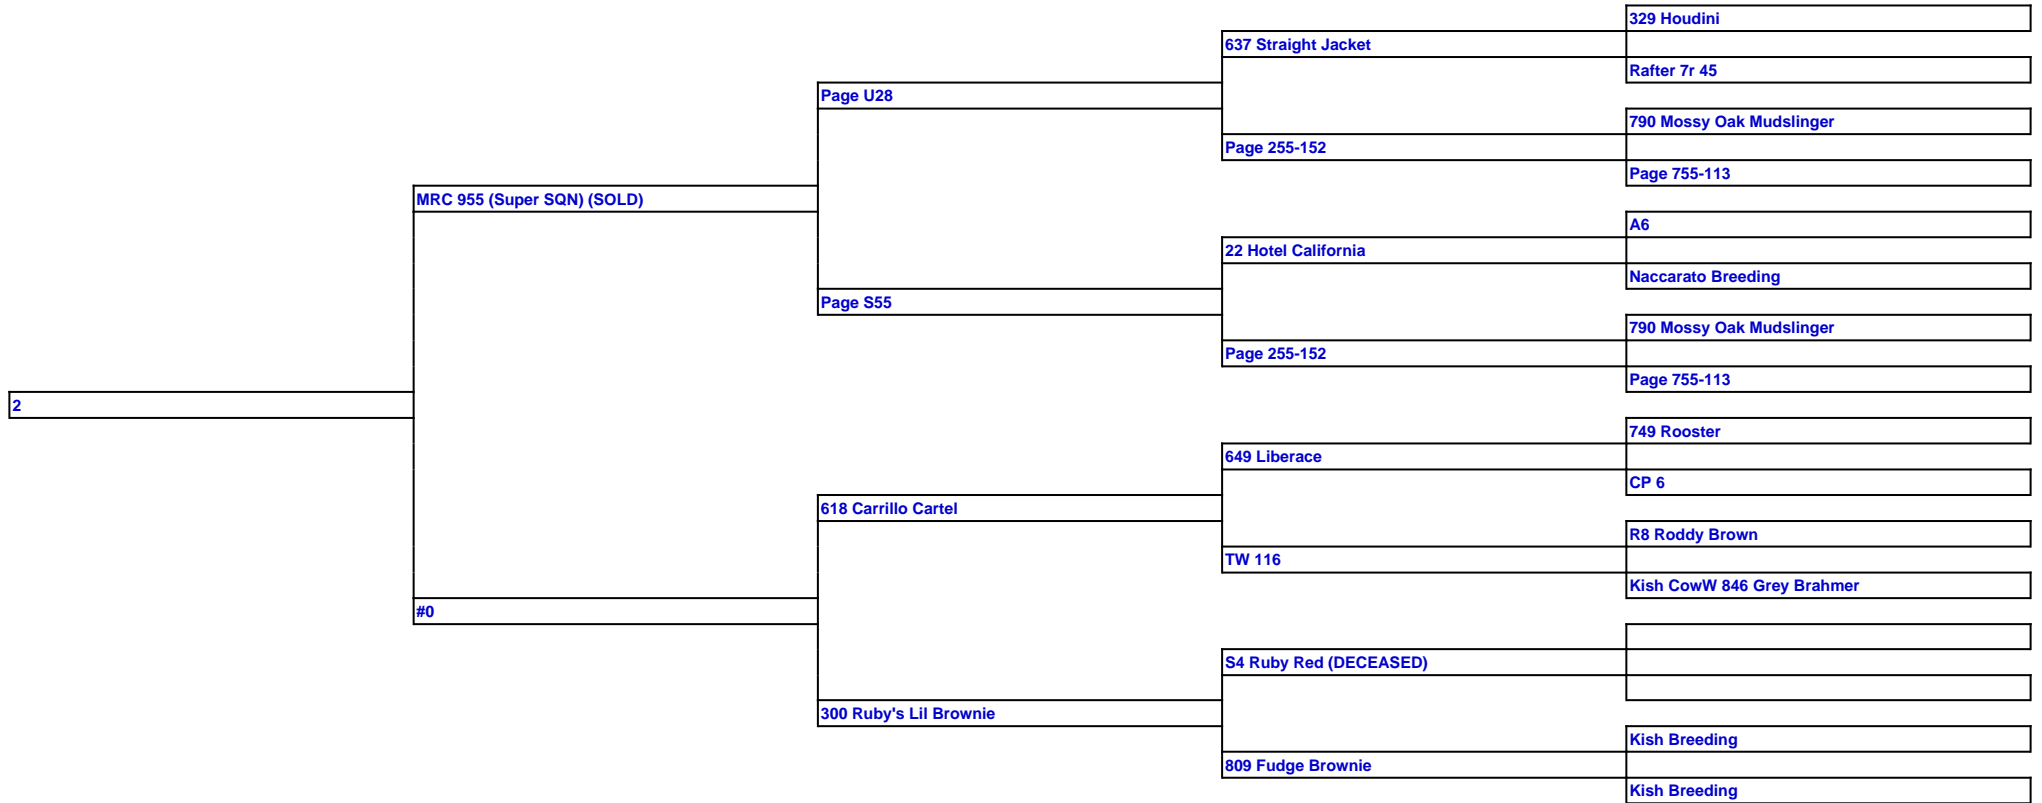 329 Houdini
637 Straight Jacket
Rafter 7r 45
Page U28
790 Mossy Oak Mudslinger
Page 255-152
Page 755-113
MRC 955 (Super SQN) (SOLD)
A6
22 Hotel California
Naccarato Breeding
Page S55
790 Mossy Oak Mudslinger
Page 255-152
Page 755-113
2
749 Rooster
649 Liberace
CP 6
618 Carrillo Cartel
R8 Roddy Brown
TW 116
Kish CowW 846 Grey Brahmer
#0
S4 Ruby Red (DECEASED)
300 Ruby's Lil Brownie
Kish Breeding
809 Fudge Brownie
Kish Breeding